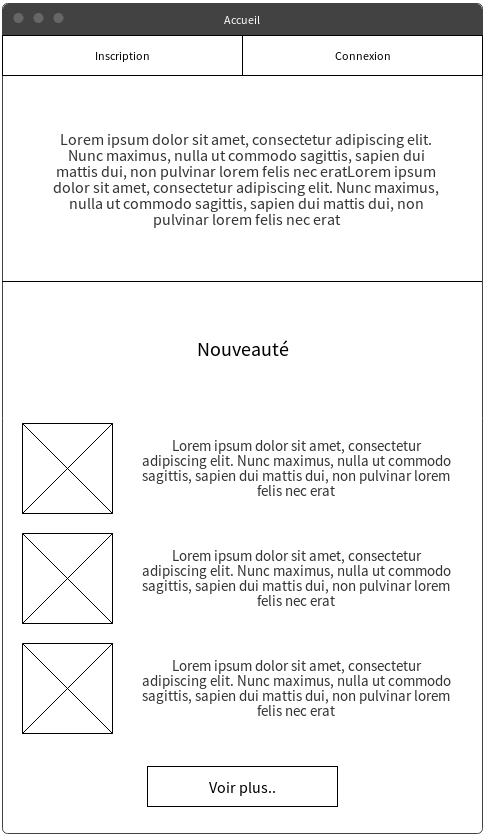 Accueil
Inscription
Connexion
Lorem ipsum dolor sit amet, consectetur adipiscing elit.
Nunc maximus, nulla ut commodo sagittis, sapien dui
mattis dui, non pulvinar lorem felis nec eratLorem ipsum
dolor sit amet, consectetur adipiscing elit. Nunc maximus,
nulla ut commodo sagittis, sapien dui mattis dui, non
pulvinar lorem felis nec erat
Nouveauté
Lorem ipsum dolor sit amet, consectetur
adipiscing elit. Nunc maximus, nulla ut commodo
sagittis, sapien dui mattis dui, non pulvinar lorem
felis nec erat
Lorem ipsum dolor sit amet, consectetur
adipiscing elit. Nunc maximus, nulla ut commodo
sagittis, sapien dui mattis dui, non pulvinar lorem
felis nec erat
Lorem ipsum dolor sit amet, consectetur
adipiscing elit. Nunc maximus, nulla ut commodo
sagittis, sapien dui mattis dui, non pulvinar lorem
felis nec erat
Voir plus..